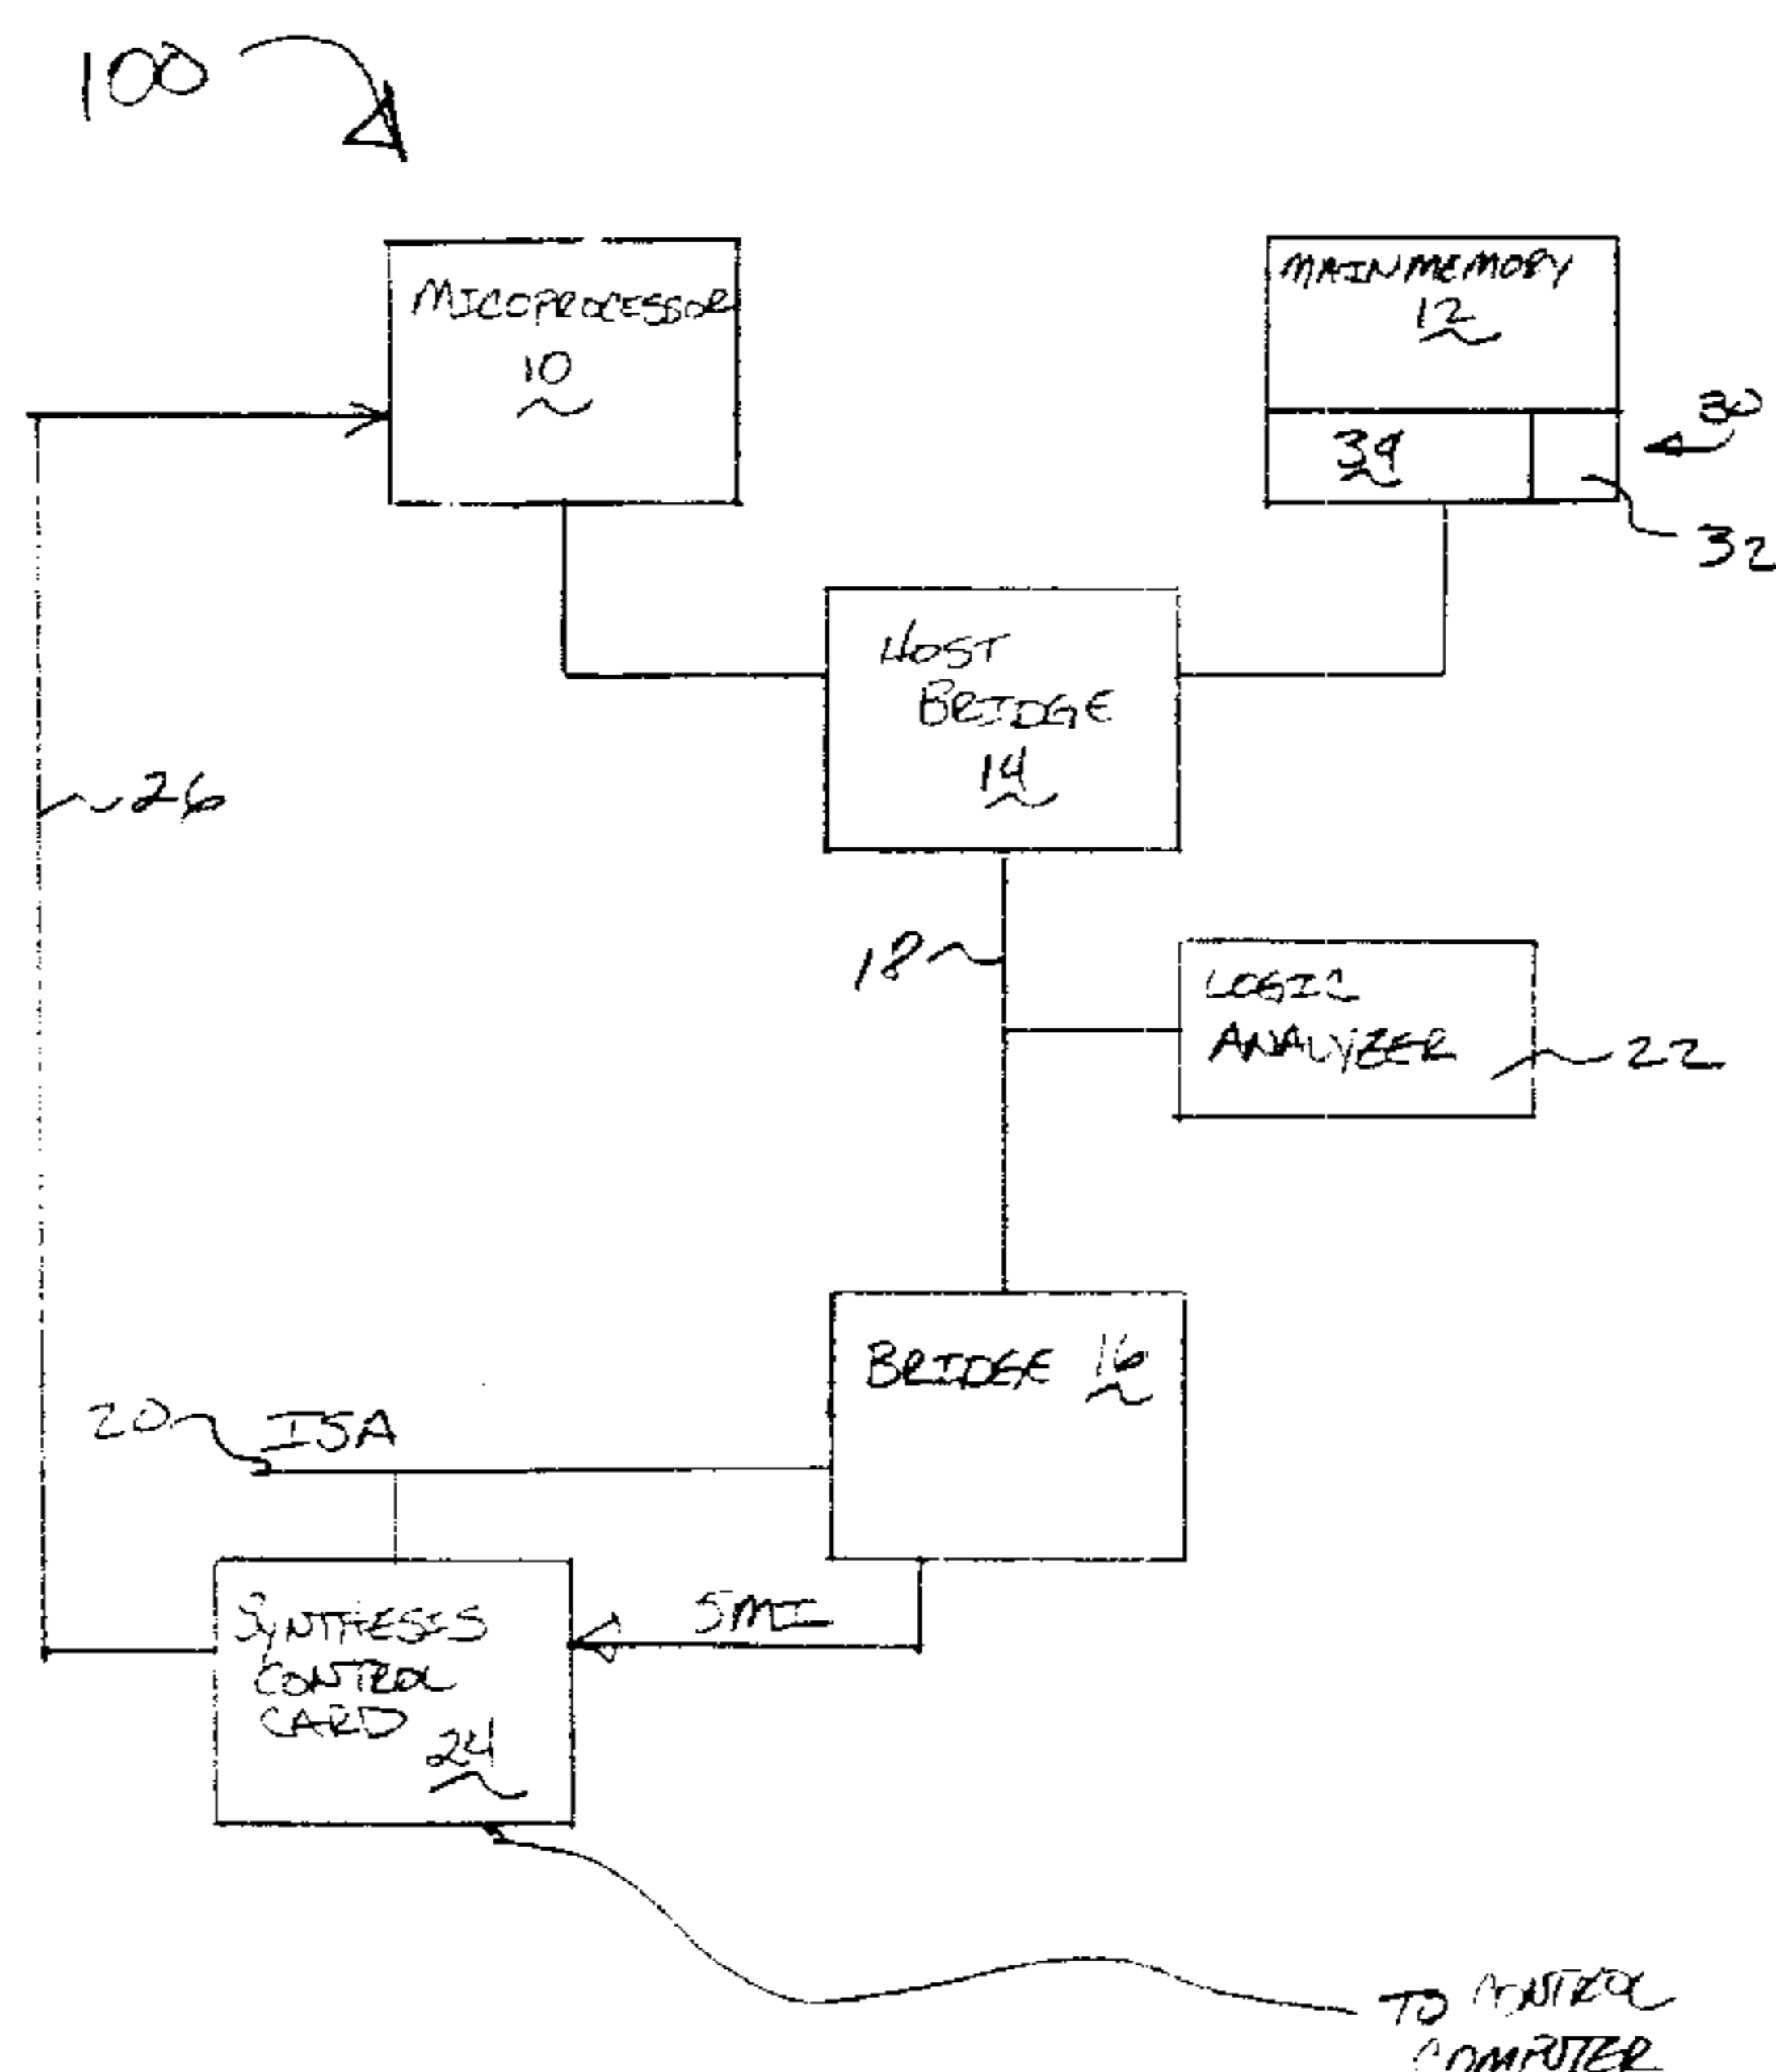 100
MICOPROCESSOR
10
MAIN MEMORY
12
30
34
32
HOST
BRIDGE
14
26
18
LOGIC
ANALYZER
22
BRIDGE 16
20
ISA
SMI
SYNTHESIS
CONTROL
CARD
24
TO CONTROL
COMPUTER